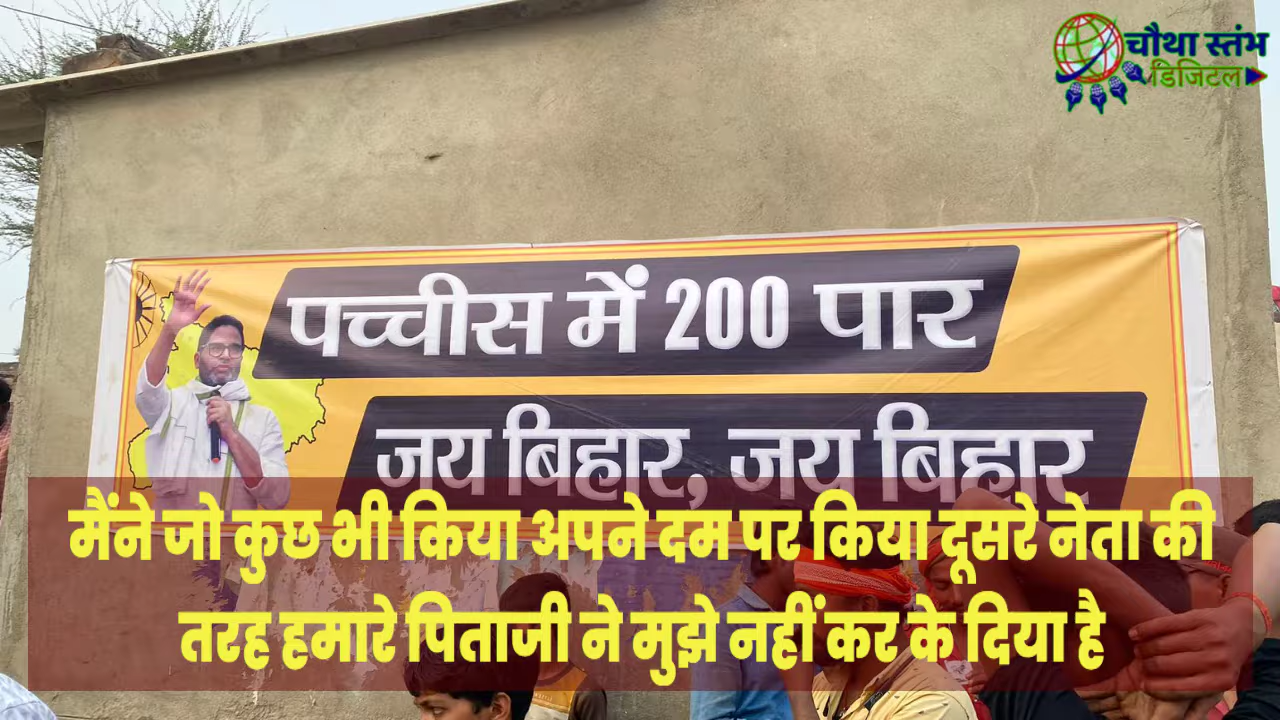 चौथा स्तंभ
डिजिटल
पच्चीस में 200 पार
जय बिहार, जय बिहार
मैंने जो कुछ भी किया अपने दम पर किया दूसरे नेता की
तरह हमारे पिताजी ने मुझे नहीं कर के दिया है